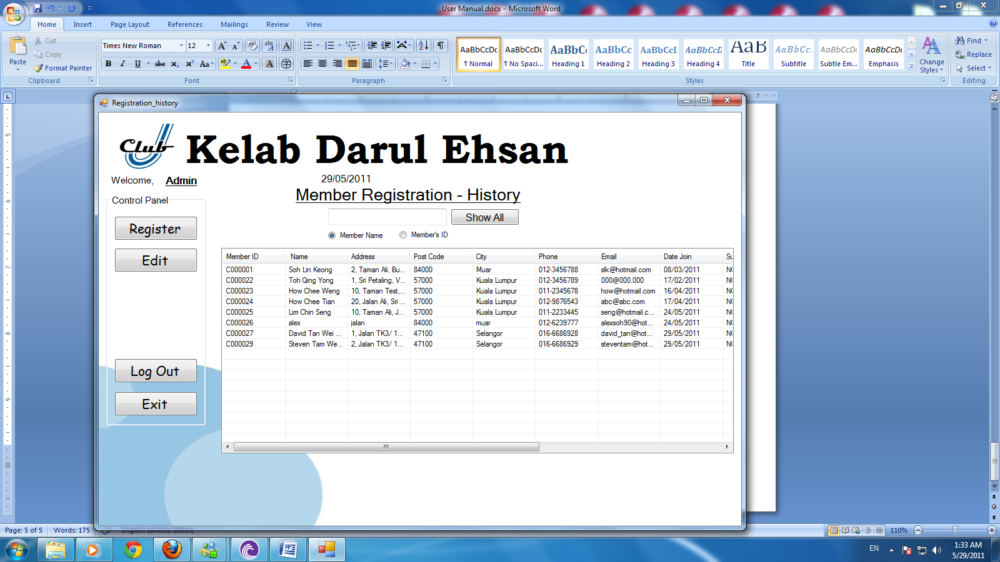 User Manual.docx - Microsoft Word
Home Insert Page Layout References Mailings Review View
Paste
Cut
Copy
Format Painter
Clipboard
Times New Roman 12
Font
Paragraph
AaBbCcDc AaBbCcDc AaBbC( AaBbCc AaBbCcI AaBbCcD AaB AaBbCc. AaBbCcDc AaBbCcDc
¶ Normal ¶ No Spaci... Heading 1 Heading 2 Heading 3 Heading 4 Title Subtitle Subtle Em... Emphasis
Change Styles
Styles
Find
Replace
Select
Editing
Registration_history
Club Kelab Darul Ehsan
Welcome, Admin
29/05/2011
Member Registration - History
Control Panel
Register
Edit
Log Out
Exit
Show All
Member Name Member's ID
Member ID Name Address Post Code City Phone Email Date Join Su
C000001 Soh Lin Keong 2, Taman Ali, Bu... 84000 Muar 012-3456788 slk@hotmail.com 08/03/2011 NO
C000022 Toh Qing Yong 1, Sri Petaling, V... 57000 Kuala Lumpur 012-3456789 000@000.000 17/02/2011 NO
C000023 How Chee Weng 10, Taman Test,... 57000 Kuala Lumpur 011-2345678 how@hotmail.com 16/04/2011 NO
C000024 How Chee Tian 20, Jalan Ali, Sri ... 57000 Kuala Lumpur 012-9876543 abc@abc.com 17/04/2011 NO
C000025 Lim Chin Seng 10, Taman Ali, J... 57000 Kuala Lumpur 011-2233445 seng@hotmail.c... 24/05/2011 NO
C000026 alex jalan 84000 muar 012-6239777 alexsoh90@hot... 24/05/2011 NO
C000027 David Tan Wei ... 1, Jalan TK3/ 1... 47100 Selangor 016-6686928 david_tan@hot... 29/05/2011 NO
C000029 Steven Tam We... 2, Jalan TK3/ 1... 47100 Selangor 016-6686929 steventam@hot... 29/05/2011 NO
Page: 5 of 5 Words: 175 English (United States) 110%
EN
1:33 AM
5/29/2011